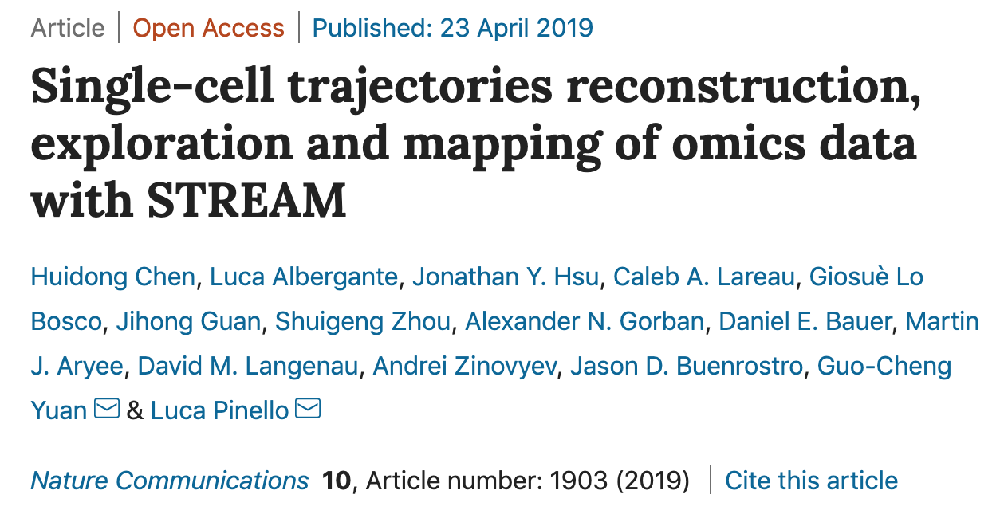 Article | Open Access | Published: 23 April 2019
Single-cell trajectories reconstruction,
exploration and mapping of omics data
with STREAM
Huidong Chen, Luca Albergante, Jonathan Y. Hsu, Caleb A. Lareau, Giosuè Lo
Bosco, Jihong Guan, Shuigeng Zhou, Alexander N. Gorban, Daniel E. Bauer, Martin
J. Aryee, David M. Langenau, Andrei Zinovyev, Jason D. Buenrostro, Guo-Cheng
Yuan & Luca Pinello
Nature Communications 10, Article number: 1903 (2019) | Cite this article